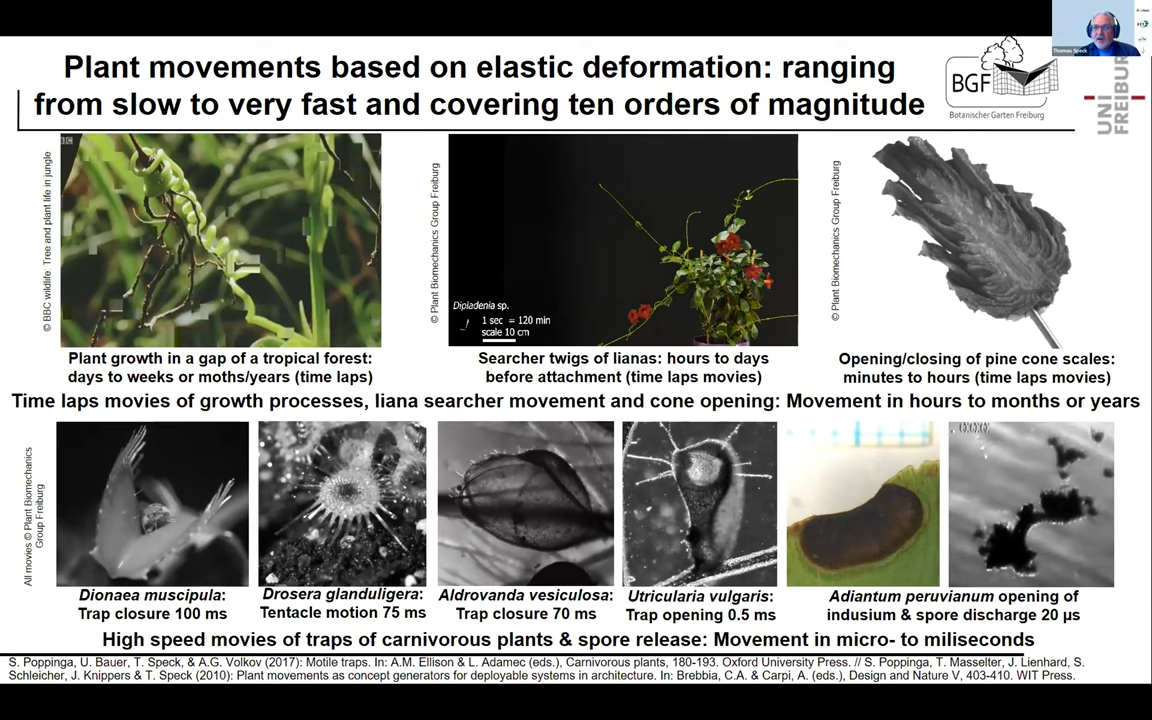 Thomas Speck
Plant movements based on elastic deformation: ranging
from slow to very fast and covering ten orders of magnitude
BGF
Botanischer Garten Freiburg
UNI
FREIBURG
© BBC wildlife: Tree and plant life in jungle
© Plant Biomechanics Group Freiburg
Dipladenia sp.
1 sec = 120 min
scale 10 cm
© Plant Biomechanics Group Freiburg
Plant growth in a gap of a tropical forest:
days to weeks or moths/years (time laps)
Searcher twigs of lianas: hours to days
before attachment (time laps movies)
Opening/closing of pine cone scales:
minutes to hours (time laps movies)
Time laps movies of growth processes, liana searcher movement and cone opening: Movement in hours to months or years
All movies © Plant Biomechanics
Group Freiburg
Dionaea muscipula:
Trap closure 100 ms
Drosera glanduligera:
Tentacle motion 75 ms
Aldrovanda vesiculosa:
Trap closure 70 ms
Utricularia vulgaris:
Trap opening 0.5 ms
Adiantum peruvianum opening of
indusium & spore discharge 20 µs
High speed movies of traps of carnivorous plants & spore release: Movement in micro- to miliseconds
S. Poppinga, U. Bauer, T. Speck, & A.G. Volkov (2017): Motile traps. In: A.M. Ellison & L. Adamec (eds.), Carnivorous plants, 180-193. Oxford University Press. // S. Poppinga, T. Masselter, J. Lienhard, S.
Schleicher, J. Knippers & T. Speck (2010): Plant movements as concept generators for deployable systems in architecture. In: Brebbia, C.A. & Carpi, A. (eds.), Design and Nature V, 403-410. WIT Press.